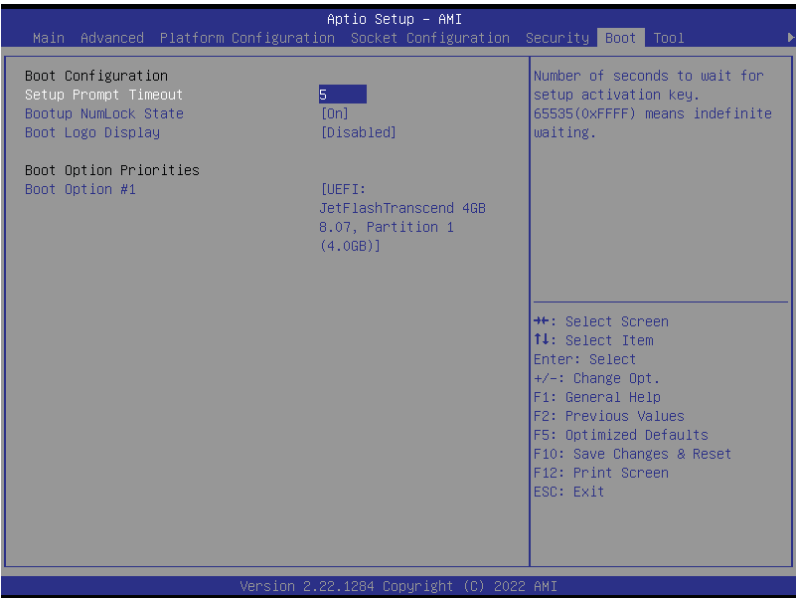 Aptio Setup – AMI
Main Advanced Platform Configuration Socket Configuration Security Boot Tool ▶
Boot Configuration
Setup Prompt Timeout 5
Bootup NumLock State [On]
Boot Logo Display [Disabled]
Boot Option Priorities
Boot Option #1 [UEFI:
JetFlashTranscend 4GB
8.07, Partition 1
(4.0GB)]
Number of seconds to wait for
setup activation key.
65535(0xFFFF) means indefinite
waiting.
→←: Select Screen
↑↓: Select Item
Enter: Select
+/-: Change Opt.
F1: General Help
F2: Previous Values
F5: Optimized Defaults
F10: Save Changes & Reset
F12: Print Screen
ESC: Exit
Version 2.22.1284 Copyright (C) 2022 AMI